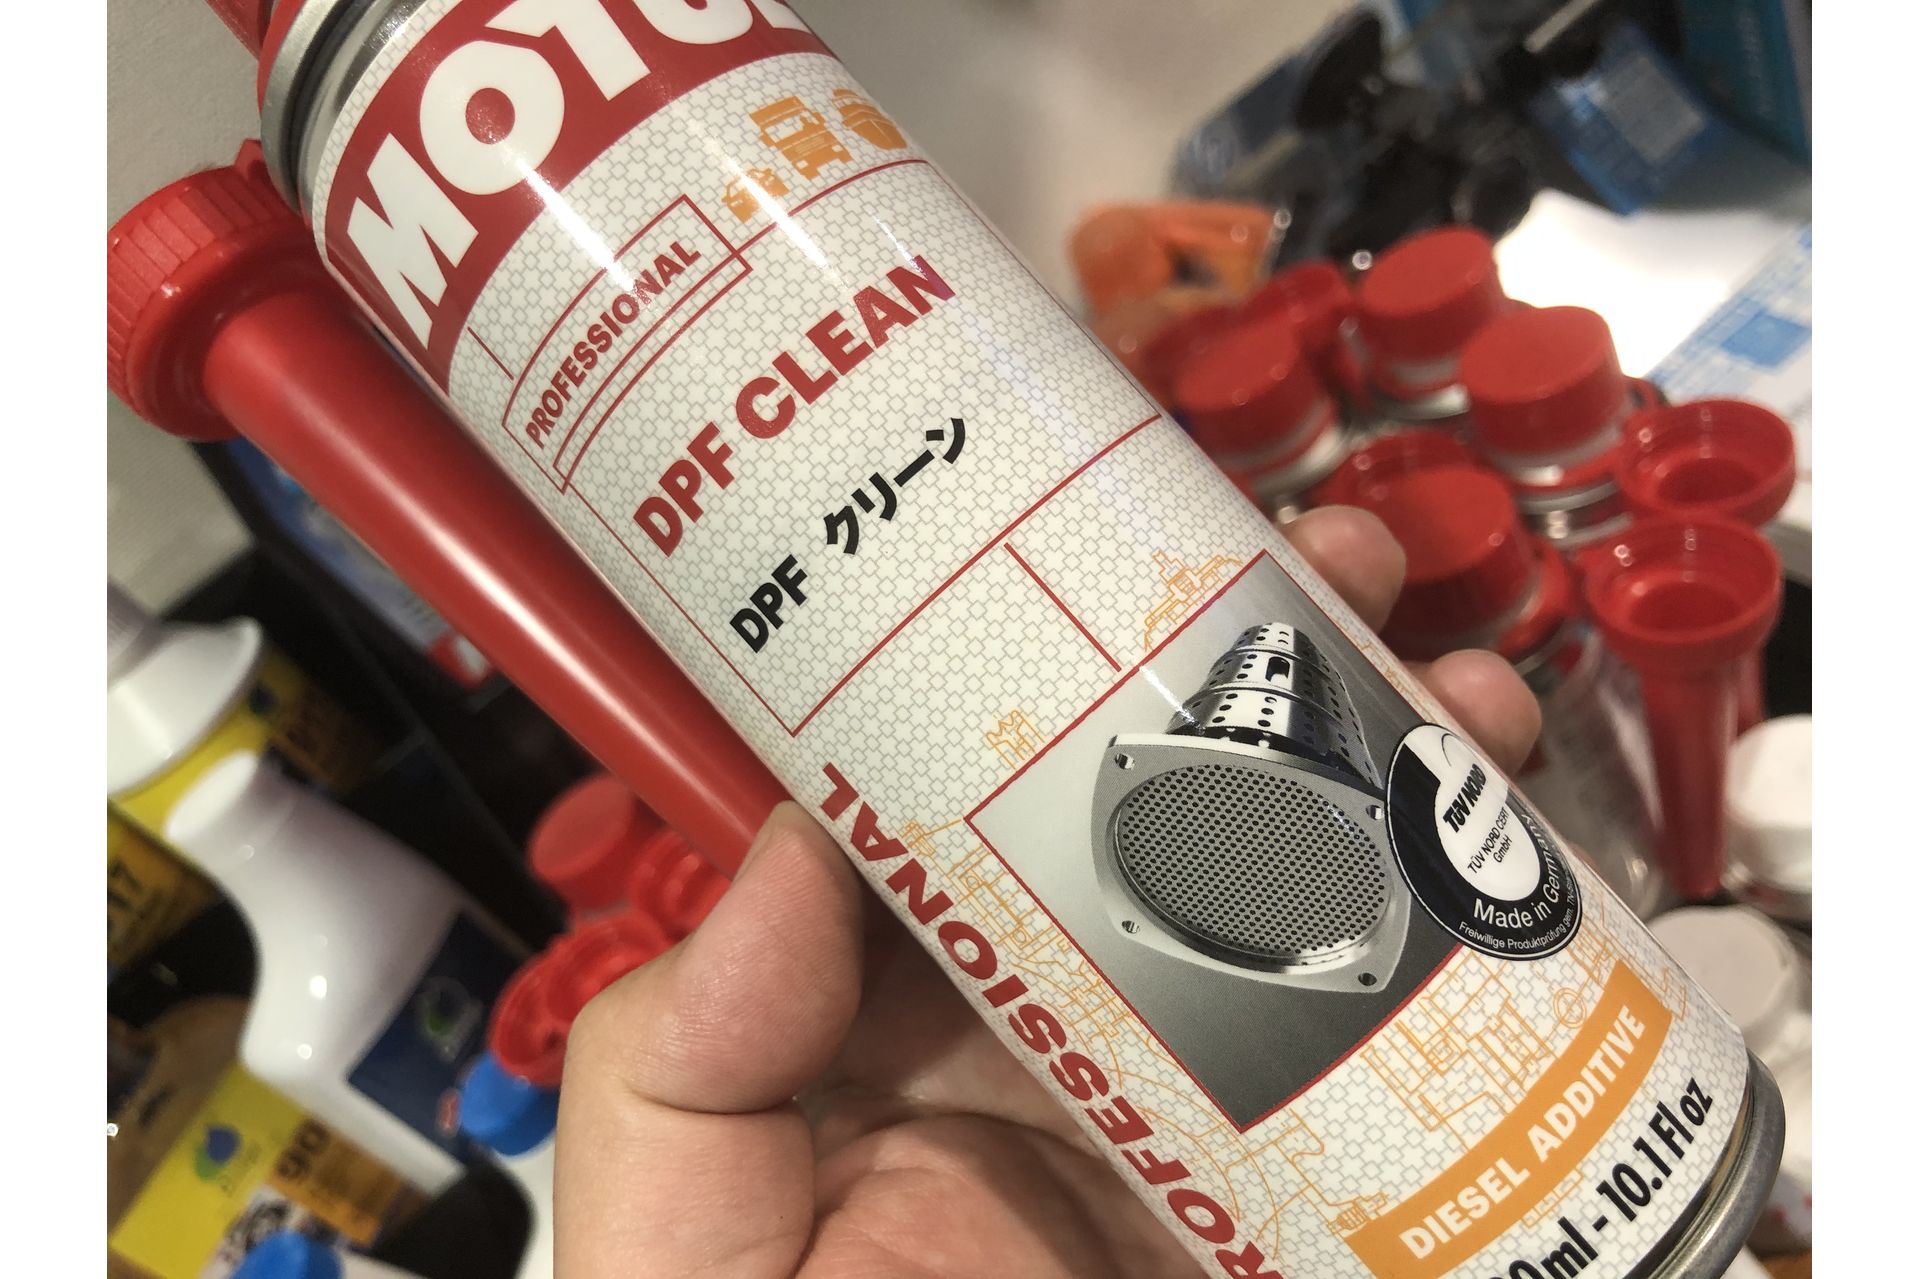 MOTUL
PROFESSIONAL
DPF CLEAN
DPF クリーン
PROFESSIONAL
TÜV NORD
TÜV NORD CERT
GmbH
Made in Germany
Freiwillige Produktprüfung
DIESEL ADDITIVE
ml - 10.1 Fl oz